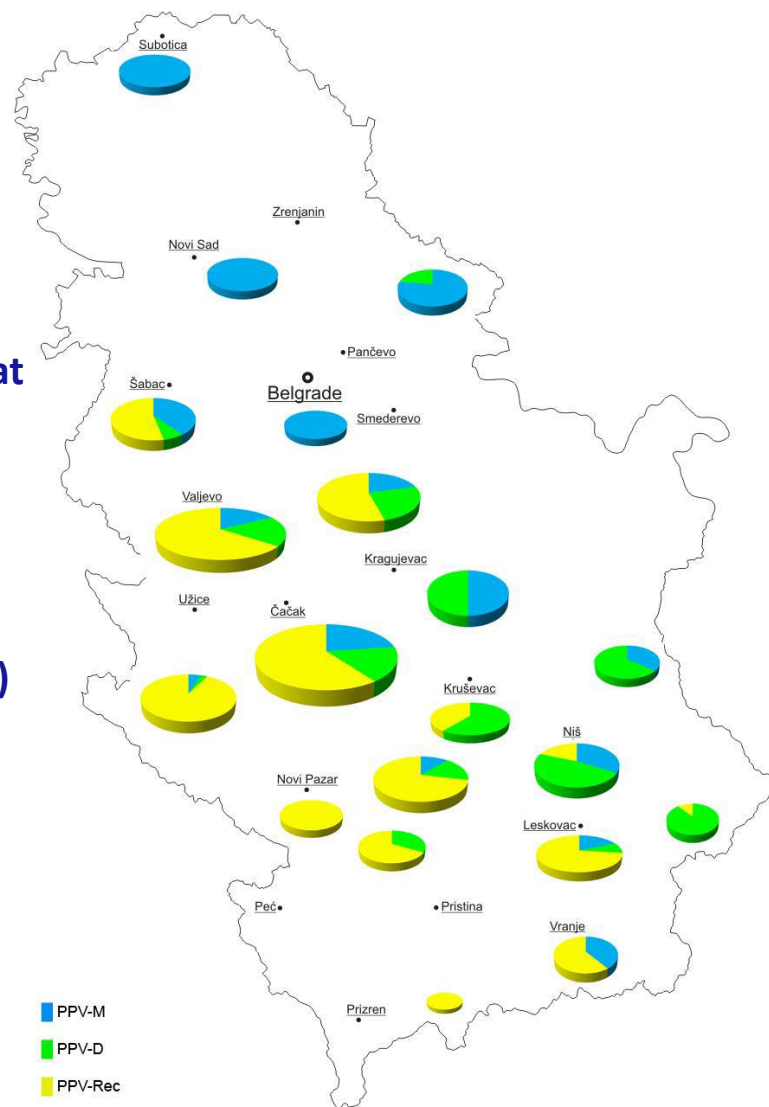 Subotica
Zrenjanin
Novi Sad
Pančevo
at
Šabac
Belgrade
Smederevo
Valjevo
Kragujevac
Užice
Čačak
)
Kruševac
Niš
Novi Pazar
Leskovac
Peć
Pristina
Vranje
Prizren
PPV-M
PPV-D
PPV-Rec